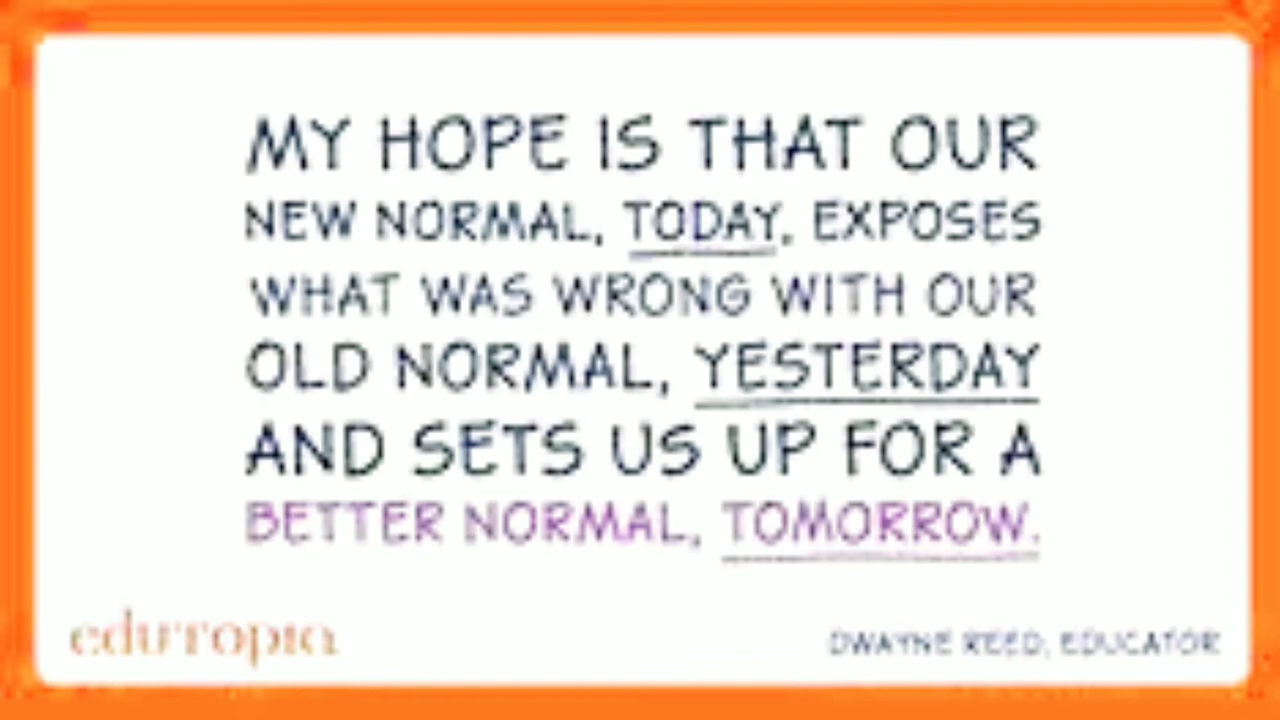 MY HOPE IS THAT OUR
NEW NORMAL, TODAY, EXPOSES
WHAT WAS WRONG WITH OUR
OLD NORMAL, YESTERDAY
AND SETS US UP FOR A
BETTER NORMAL, TOMORROW.
edutopia
DWAYNE REED, EDUCATOR